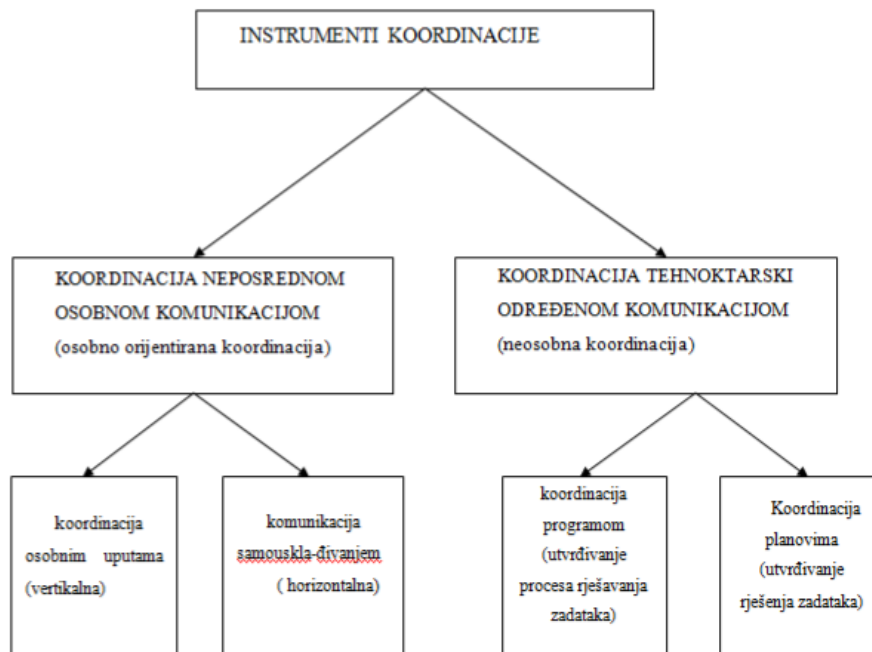 INSTRUMENTI KOORDINACIJE
KOORDINACIJA NEPOSREDNOM
OSOBNOM KOMUNIKACIJOM
(osobno orijentirana koordinacija)
KOORDINACIJA TEHNOKTARSKI
ODREĐENOM KOMUNIKACIJOM
(neosobna koordinacija)
koordinacija
osobnim uputama
(vertikalna)
komunikacija
samouskla-đivanjem
( horizontalna)
koordinacija
programom
(utvrđivanje
procesa rješavanja
zadataka)
Koordinacija
planovima
(utvrđivanje
rješenja zadataka)